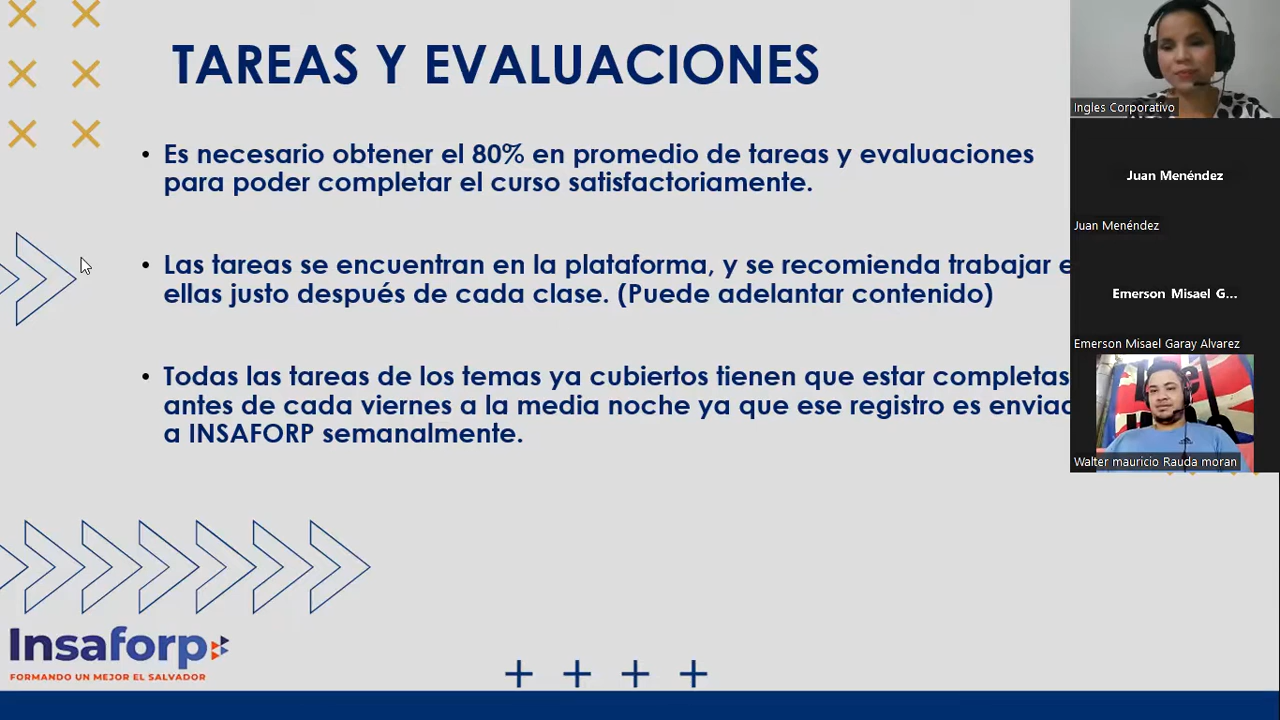 TAREAS Y EVALUACIONES
• Es necesario obtener el 80% en promedio de tareas y evaluaciones
para poder completar el curso satisfactoriamente.
• Las tareas se encuentran en la plataforma, y se recomienda trabajar
ellas justo después de cada clase. (Puede adelantar contenido)
• Todas las tareas de los temas ya cubiertos tienen que estar completas
antes de cada viernes a la media noche ya que ese registro es
a INSAFORP semanalmente.
Insaforp
FORMANDO UN MEJOR EL SALVADOR
Ingles Corporativo
Juan Menéndez
Juan Menéndez
Emerson Misael G...
Emerson Misael Garay Alvarez
Walter mauricio Rauda moran